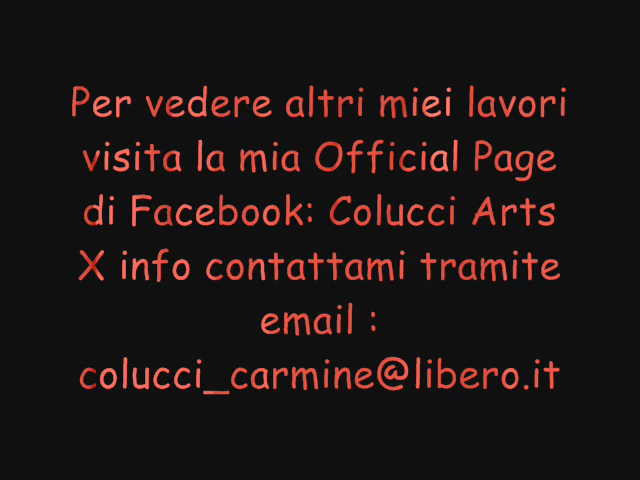 Per vedere altri miei lavori
visita la mia Official Page
di Facebook: Colucci Arts
X info contattami tramite
email :
colucci_carmine@libero.it